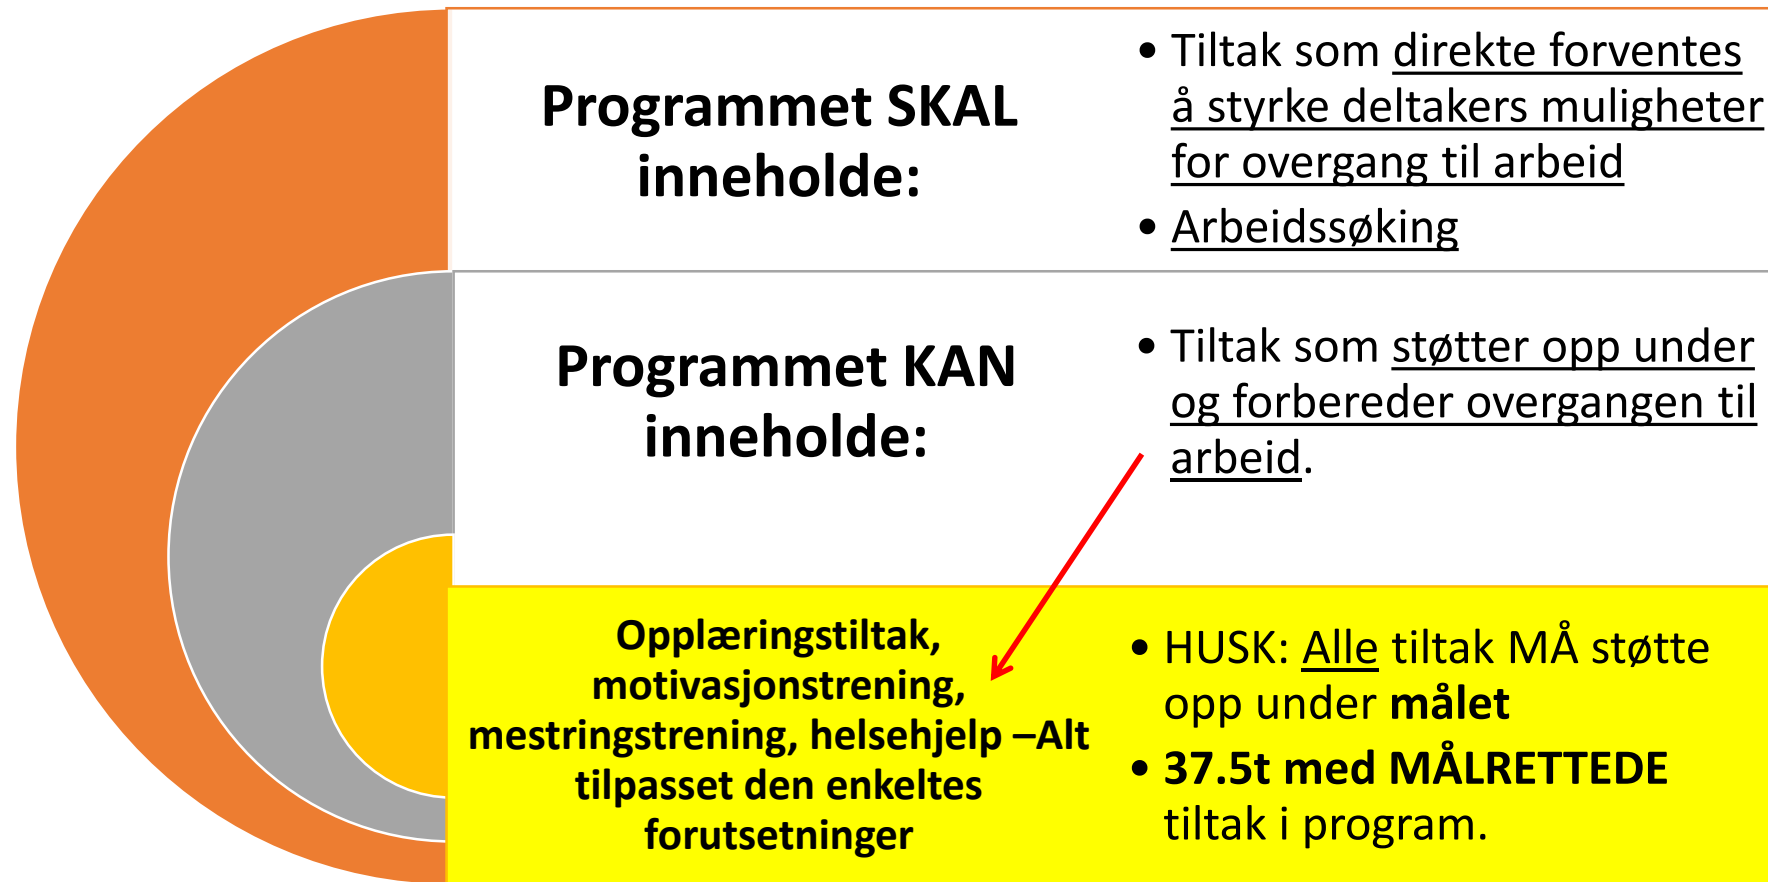 Programmet SKAL
inneholde:
• Tiltak som direkte forventes
å styrke deltakers muligheter
for overgang til arbeid
• Arbeidssøking
Programmet KAN
inneholde:
• Tiltak som støtter opp under
og forbereder overgangen til
arbeid.
Opplæringstiltak,
motivasjonstrening,
mestringstrening, helsehjelp –Alt
tilpasset den enkeltes
forutsetninger
• HUSK: Alle tiltak MÅ støtte
opp under målet
• 37.5t med MÅLRETTEDE
tiltak i program.